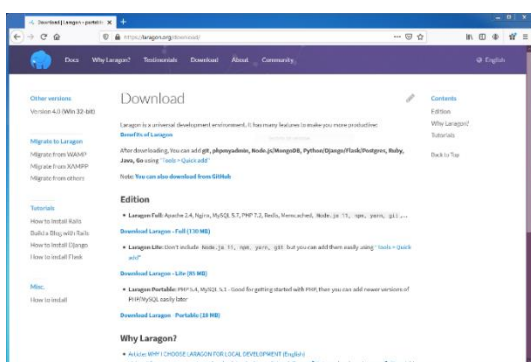 Download | Laragon - portable
https://laragon.org/download/
Docs Why Laragon? Testimonials Download About Community
English
Other versions
Version 4.0 (Win 32-bit)
Migrate to Laragon
Migrate from WAMP
Migrate from XAMPP
Migrate from others
Tutorials
How to Install Rails
Build a Blog with Rails
How to Install Django
How to Install Flask
Misc.
How to install
Download
Laragon is a universal development environment. It has many features to make you more productive:
Benefits of Laragon
After downloading, You can add git, phpmyadmin, Node.js/MongoDB, Python/Django/Flask/Postgres, Ruby,
Java, Go using "Tools > Quick add"
Note: You can also download from GitHub
Edition
• Laragon Full: Apache 2.4, Nginx, MySQL 5.7, PHP 7.2, Redis, Memcached, Node.js 11, npm, yarn, git, ...
Download Laragon - Full (130 MB)
• Laragon Lite: Don't include Node.js 11, npm, yarn, git but you can add them easily using "Tools > Quick
add"
Download Laragon - Lite (85 MB)
• Laragon Portable: PHP 5.4, MySQL 5.1 - Good for getting started with PHP, then you can add newer versions of
PHP/MySQL easily later
Download Laragon - Portable (18 MB)
Why Laragon?
• Article: WHY I CHOOSE LARAGON FOR LOCAL DEVELOPMENT (English)
Contents
Edition
Why Laragon?
Tutorials
Back to Top